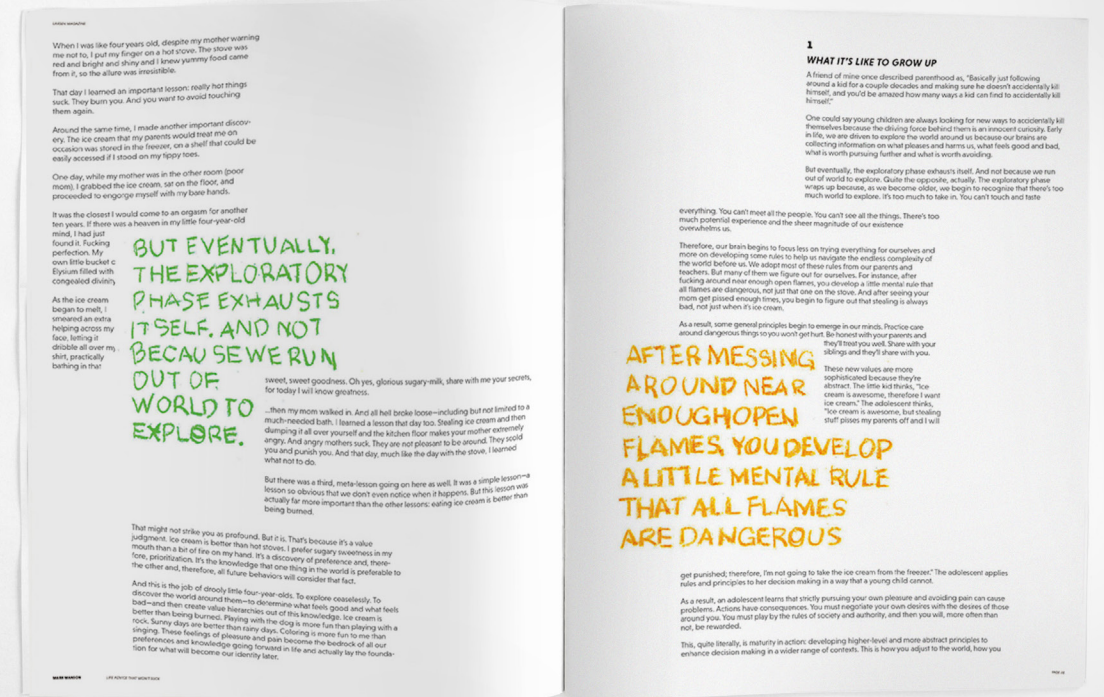 When I was like four years old, despite my mother warning
me not to, I put my finger on a hot stove. The stove was
red and bright and shiny and I knew yummy food came
from it, so the allure was irresistible.
That day I learned an important lesson: really hot things
suck. They burn you. And you want to avoid touching
them again.
Around the same time, I made another important discov-
ery. The ice cream that my parents would treat me on
occasion was stored in the freezer, on a shelf that could be
easily accessed if I stood on my tippy toes.
One day, while my mother was in the other room (poor
mom), I grabbed the ice cream, sat on the floor, and
proceeded to engorge myself with my bare hands.
It was the closest I would come to an orgasm for another
ten years. If there was a heaven in my little four-year-old
mind, I had just
found it. Fucking
perfection. My
own little bucket c
Elysium filled with
congealed divinity
As the ice cream
began to melt, I
smeared an extra
helping across my
face, letting it
dribble all over my
shirt, practically
bathing in that
BUT EVENTUALLY,
THE EXPLORATORY
PHASE EXHAUSTS
ITSELF. AND NOT
BECAUSE WE RUN
OUT OF
WORLD TO
EXPLORE.
sweet, sweet goodness. Oh yes, glorious sugary-milk, share with me your secrets,
for today I will know greatness.
...then my mom walked in. And all hell broke loose—including but not limited to a
much-needed bath. I learned a lesson that day too. Stealing ice cream and then
dumping it all over yourself and the kitchen floor makes your mother extremely
angry. And angry mothers suck. They are not pleasant to be around. They scold
you and punish you. And that day, much like the day with the stove, I learned
what not to do.
But there was a third, meta-lesson going on here as well. It was a simple lesson—a
lesson so obvious that we don't even notice when it happens. But this lesson was
actually far more important than the other lessons: eating ice cream is better than
being burned.
That might not strike you as profound. But it is. That's because it's a value
judgment. Ice cream is better than hot stoves. I prefer sugary sweetness in my
mouth than a bit of fire on my hand. It's a discovery of preference and, there-
fore, prioritization. It's the knowledge that one thing in the world is preferable to
the other and, therefore, all future behaviors will consider that fact.
And this is the job of drooly little four-year-olds. To explore ceaselessly. To
discover the world around them—to determine what feels good and what feels
bad—and then create value hierarchies out of this knowledge. Ice cream is
better than being burned. Playing with the dog is more fun than playing with a
rock. Sunny days are better than rainy days. Coloring is more fun to me than
singing. These feelings of pleasure and pain become the bedrock of all our
preferences and knowledge going forward in life and actually lay the founda-
tion for what will become our identity later.
MARK MANSON
LIFE ADVICE THAT
1
WHAT IT'S LIKE TO GROW UP
A friend of mine once described parenthood as, "Basically just following
around a kid for a couple decades and making sure he doesn't accidentally kill
himself, and you'd be amazed how many ways a kid can find to accidentally kill
himself."
One could say young children are always looking for new ways to accidentally kill
themselves because the driving force behind them is an innocent curiosity. Early
in life, we are driven to explore the world around us because our brains are
collecting information on what pleases and harms us, what feels good and bad,
what is worth pursuing further and what is worth avoiding.
But eventually, the exploratory phase exhausts itself. And not because we run
out of world to explore. Quite the opposite, actually. The exploratory phase
wraps up because, as we become older, we begin to recognize that there's too
much world to explore. It's too much to take in. You can't touch and taste
everything. You can't meet all the people. You can't see all the things. There's too
much potential experience and the sheer magnitude of our existence
overwhelms us.
Therefore, our brain begins to focus less on trying everything for ourselves and
more on developing some rules to help us navigate the endless complexity of
the world before us. We adopt most of these rules from our parents and
teachers. But many of them we figure out for ourselves. For instance, after
fucking around near enough open flames, you develop a little mental rule that
all flames are dangerous, not just that one on the stove. And after seeing your
mom get pissed enough times, you begin to figure out that stealing is always
bad, not just when it's ice cream.
As a result, some general principles begin to emerge in our minds. Practice care
around dangerous things so you won't get hurt. Be honest with your parents and
they'll treat you well. Share with your
siblings and they'll share with you.
These new values are more
sophisticated because they're
abstract. The little kid thinks, "Ice
cream is awesome, therefore I want
ice cream." The adolescent thinks,
"Ice cream is awesome, but stealing
stuff pisses my parents off and I will
AFTER MESSING
AROUND NEAR
ENOUGH OPEN
FLAMES, YOU DEVELOP
A LITTLE MENTAL RULE
THAT ALL FLAMES
ARE DANGEROUS
get punished; therefore, I'm not going to take the ice cream from the freezer." The adolescent applies
rules and principles to her decision making in a way that a young child cannot.
As a result, an adolescent learns that strictly pursuing your own pleasure and avoiding pain can cause
problems. Actions have consequences. You must negotiate your own desires with the desires of those
around you. You must play by the rules of society and authority, and then you will, more often than
not, be rewarded.
This, quite literally, is maturity in action: developing higher-level and more abstract principles to
enhance decision making in a wider range of contexts. This is how you adjust to the world, how you